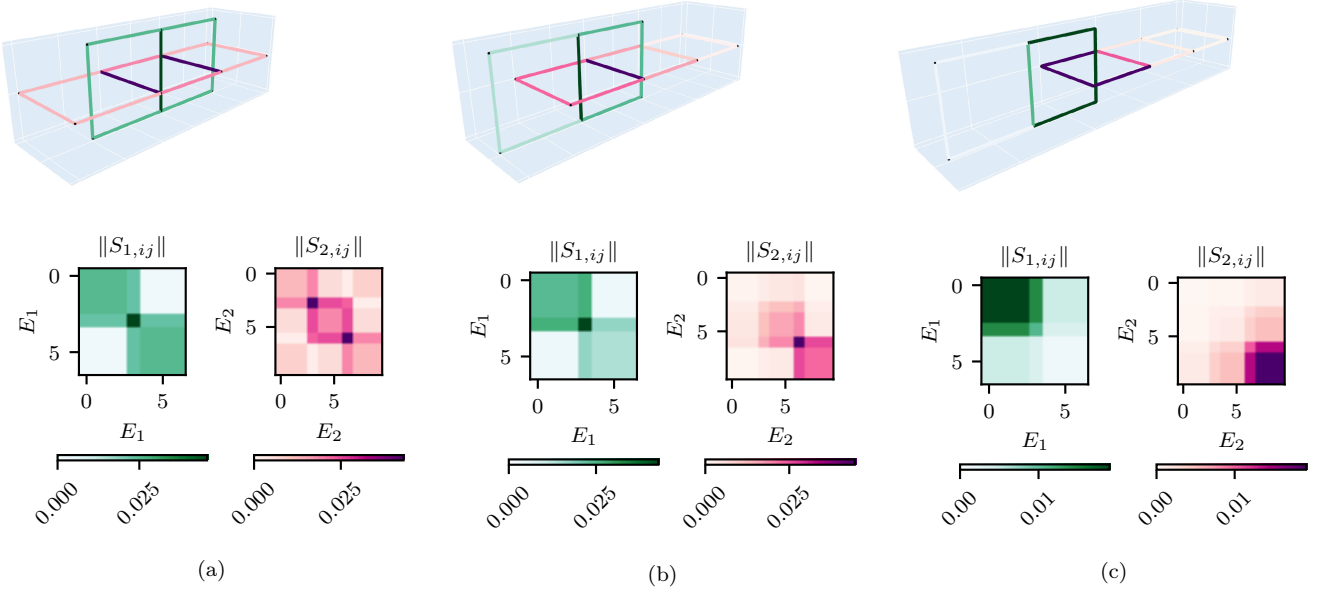 ‖S₁,ᵢⱼ‖ ‖S₂,ᵢⱼ‖
0 0
E₁ E₂
5 5
0 5 0 5
E₁ E₂
0.000 0.025 0.000 0.025
(a)
‖S₁,ᵢⱼ‖ ‖S₂,ᵢⱼ‖
0 0
E₁ E₂
5 5
0 5 0 5
E₁ E₂
0.000 0.025 0.000 0.025
(b)
‖S₁,ᵢⱼ‖ ‖S₂,ᵢⱼ‖
0 0
E₁ E₂
5 5
0 5 0 5
E₁ E₂
0.00 0.01 0.00 0.01
(c)